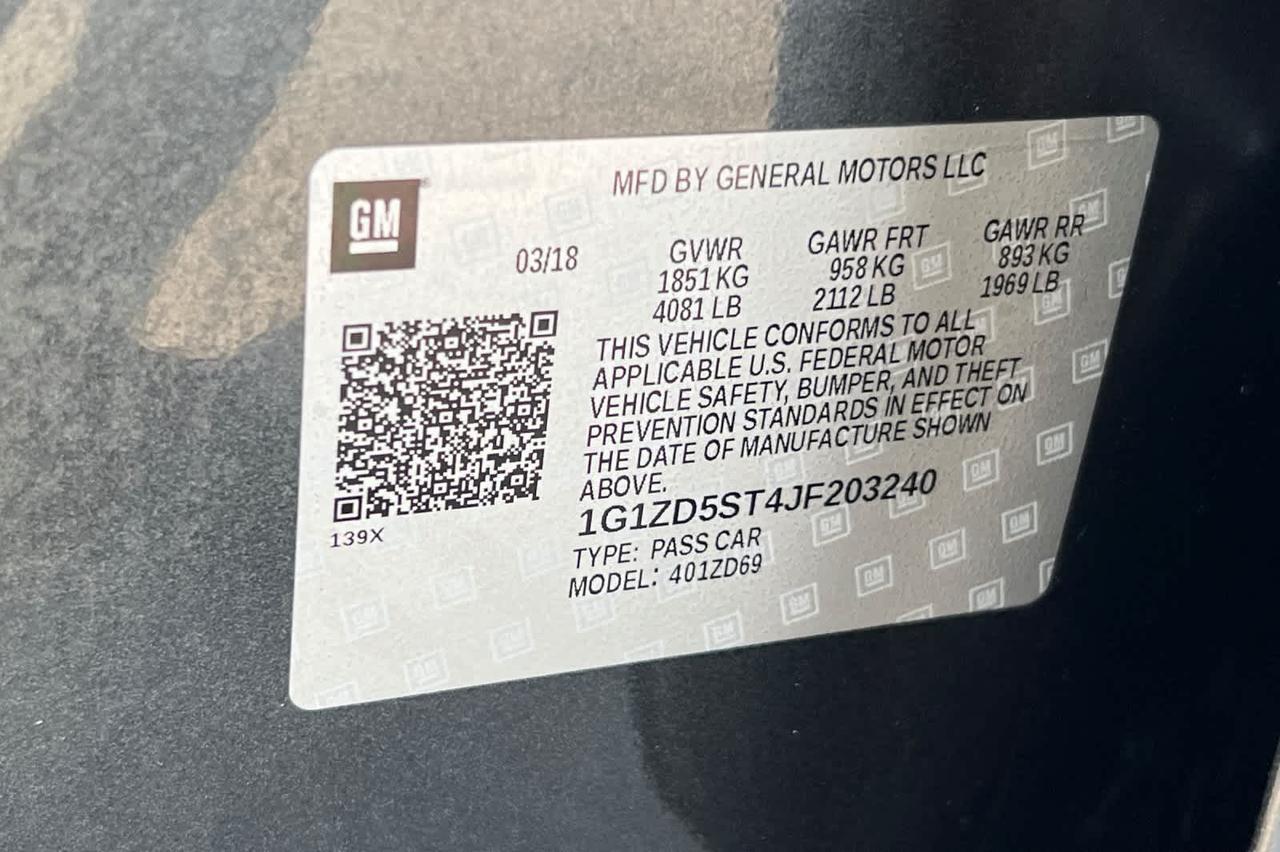 GM
MFD BY GENERAL MOTORS LLC
03/18 GVWR GAWR FRT GAWR RR
1851 KG 958 KG 893 KG
4081 LB 2112 LB 1969 LB
THIS VEHICLE CONFORMS TO ALL
APPLICABLE U.S. FEDERAL MOTOR
VEHICLE SAFETY, BUMPER, AND THEFT
PREVENTION STANDARDS IN EFFECT ON
THE DATE OF MANUFACTURE SHOWN
ABOVE.
1G1ZD5ST4JF203240
139X
TYPE: PASS CAR
MODEL: 401ZD69